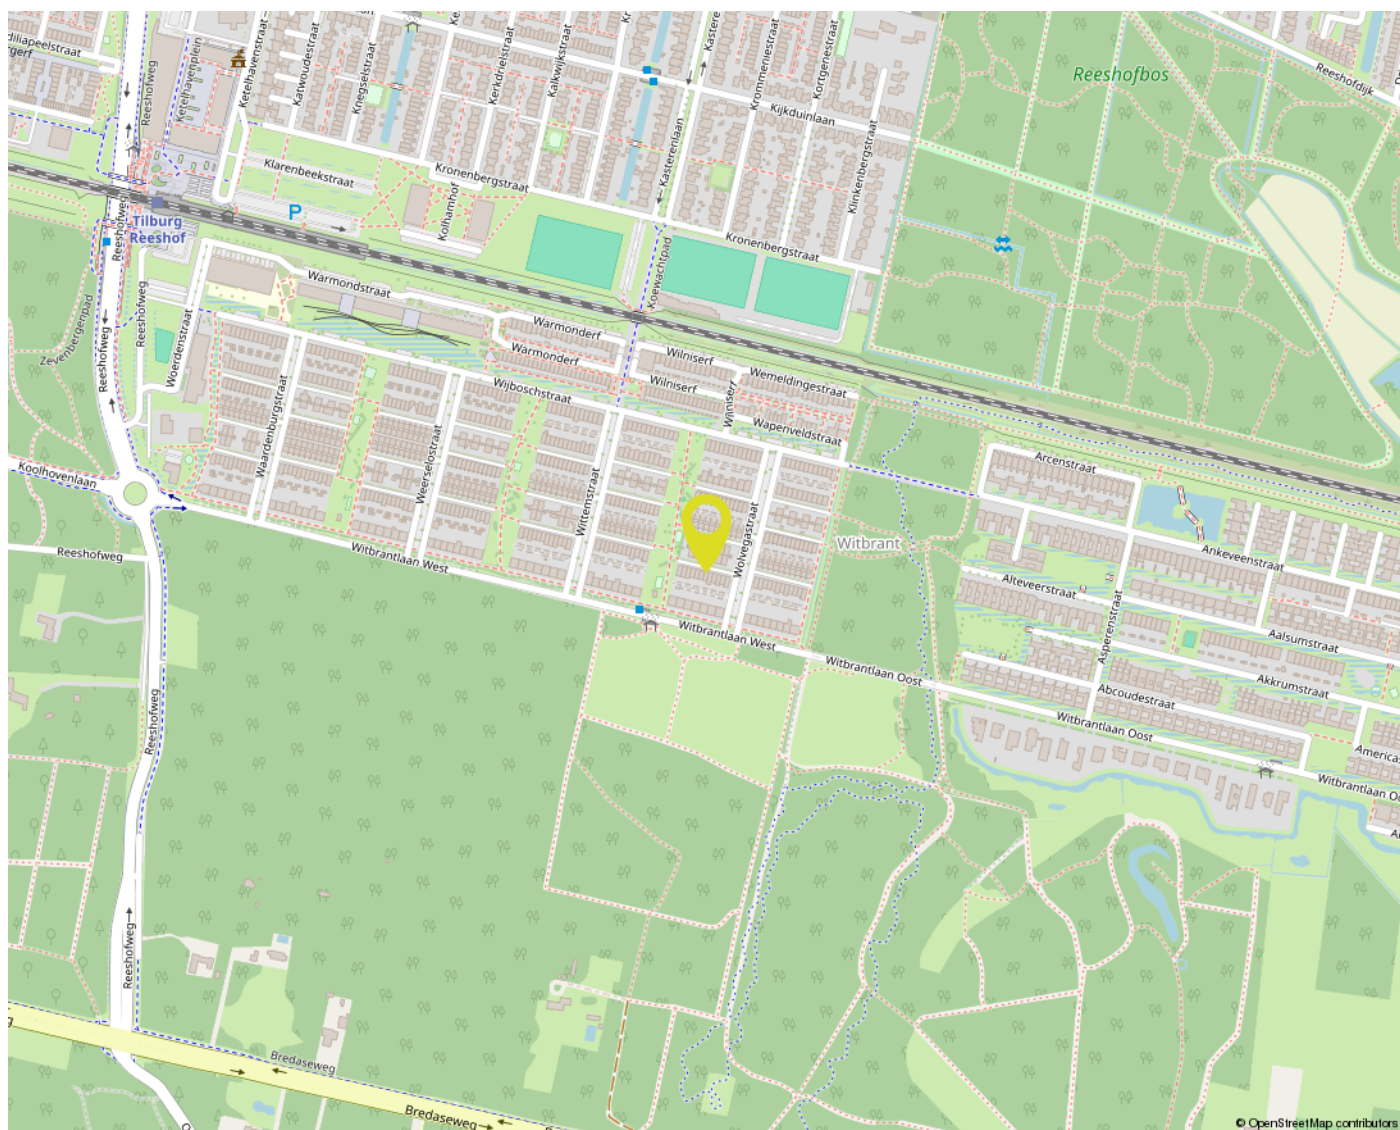 Reeshofbos
Reeshofdijk
Ketelhavenstraat
Ketelhavenplein
Katwoudestraat
Knegselstraat
Kerkdrielstraat
Kalkwijkstraat
Krommeniestraat
Kortgenestraat
Kijkduinlaan
Klinkenbergstraat
Kasterenlaan
Reeshofweg
Klarenbeekstraat
Kronenbergstraat
Kolhamhof
P
Tilburg
Reeshof
Reeshofweg
Koewachtpad
Kronenbergstraat
Warmondstraat
Reeshofweg
Zevenbergenpad
Woerdenstraat
Reeshofweg
Warmonderf
Warmonderf
Wilniserf
Wilniserf
Wilniserf
Wemeldingestraat
Wijboschstraat
Wapenveldstraat
Waardenburgstraat
Weerselostraat
Wittemstraat
Wolvegastraat
Koolhovenlaan
Reeshofweg
Witbrantlaan West
Witbrant
Arcenstraat
Ankeveenstraat
Alteveerstraat
Asperenstraat
Aalsumstraat
Akkrumstraat
Abcoudestraat
Witbrantlaan West
Witbrantlaan Oost
Witbrantlaan Oost
Reeshofweg
Reeshofweg
Bredaseweg
Bredaseweg
© OpenStreetMap contributors